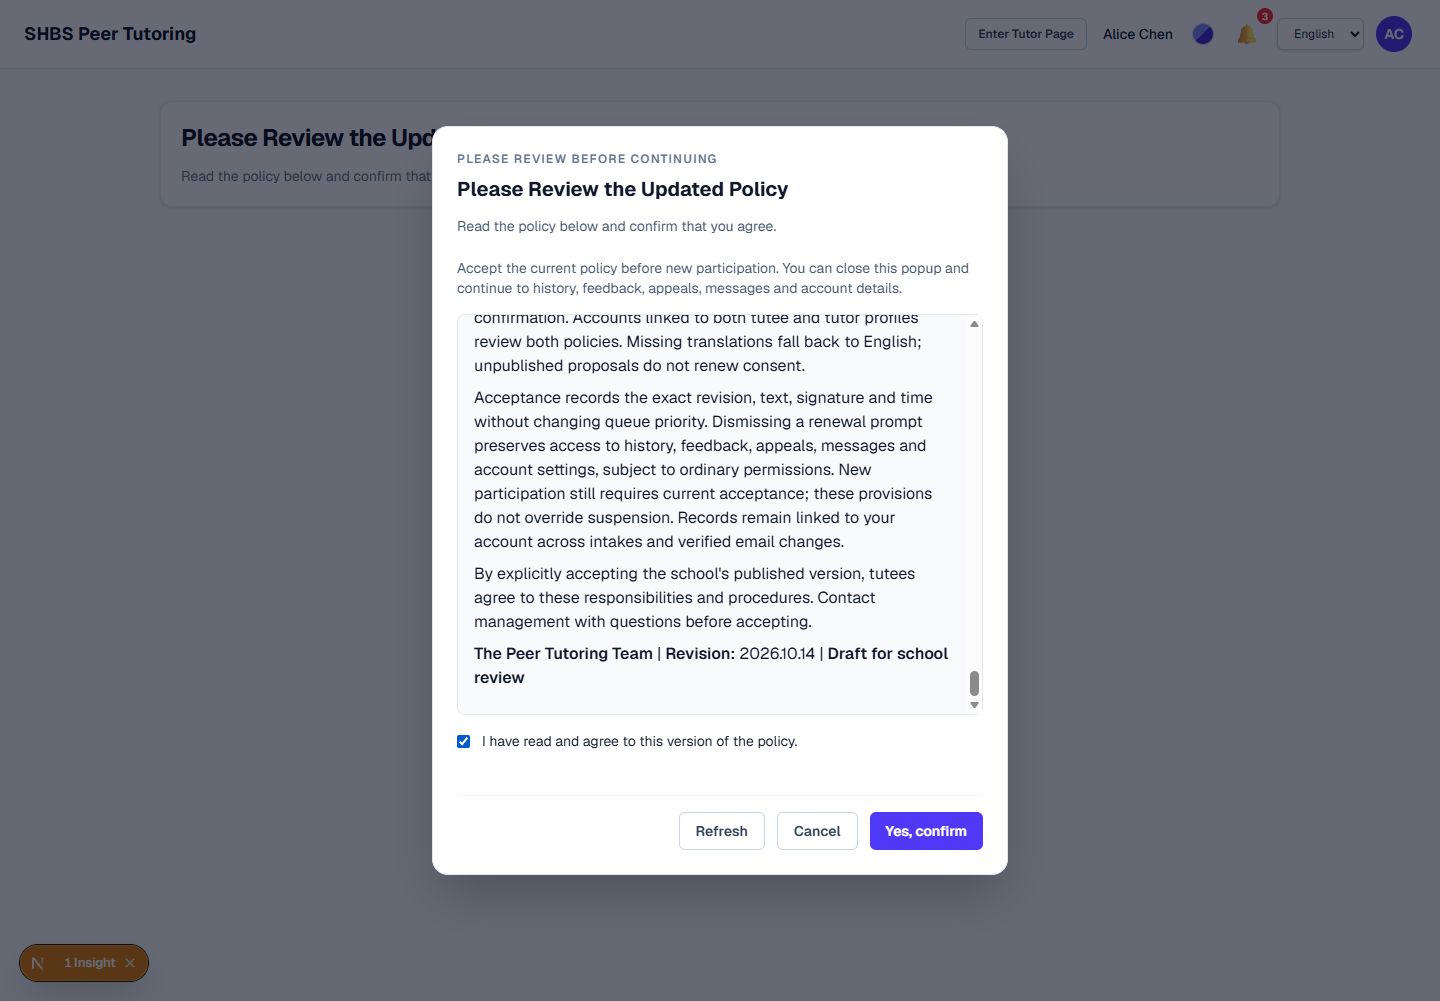 SHBS Peer Tutoring
Enter Tutor Page
Alice Chen
3
English
AC
Please Review the Upd
Read the policy below and confirm that
PLEASE REVIEW BEFORE CONTINUING
Please Review the Updated Policy
Read the policy below and confirm that you agree.
Accept the current policy before new participation. You can close this popup and
continue to history, feedback, appeals, messages and account details.
confirmation. Accounts linked to both tutee and tutor profiles
review both policies. Missing translations fall back to English;
unpublished proposals do not renew consent.
Acceptance records the exact revision, text, signature and time
without changing queue priority. Dismissing a renewal prompt
preserves access to history, feedback, appeals, messages and
account settings, subject to ordinary permissions. New
participation still requires current acceptance; these provisions
do not override suspension. Records remain linked to your
account across intakes and verified email changes.
By explicitly accepting the school's published version, tutees
agree to these responsibilities and procedures. Contact
management with questions before accepting.
The Peer Tutoring Team | Revision: 2026.10.14 | Draft for school
review
I have read and agree to this version of the policy.
Refresh
Cancel
Yes, confirm
N
1 Insight